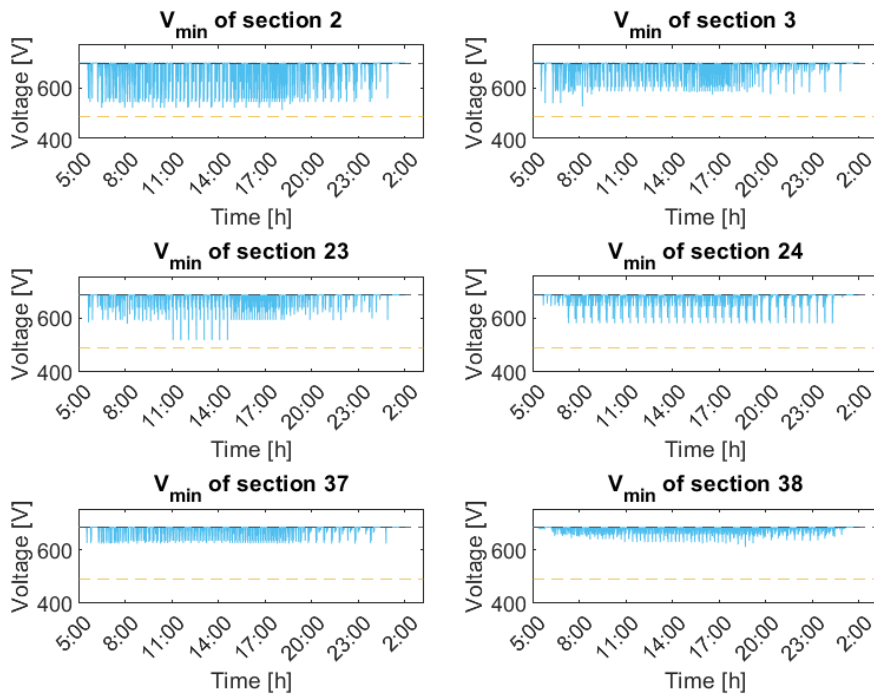 V_min of section 2
Voltage [V]
600
400
5:00 8:00 11:00 14:00 17:00 20:00 23:00 2:00
Time [h]
V_min of section 3
Voltage [V]
600
400
5:00 8:00 11:00 14:00 17:00 20:00 23:00 2:00
Time [h]
V_min of section 23
Voltage [V]
600
400
5:00 8:00 11:00 14:00 17:00 20:00 23:00 2:00
Time [h]
V_min of section 24
Voltage [V]
600
400
5:00 8:00 11:00 14:00 17:00 20:00 23:00 2:00
Time [h]
V_min of section 37
Voltage [V]
600
400
5:00 8:00 11:00 14:00 17:00 20:00 23:00 2:00
Time [h]
V_min of section 38
Voltage [V]
600
400
5:00 8:00 11:00 14:00 17:00 20:00 23:00 2:00
Time [h]